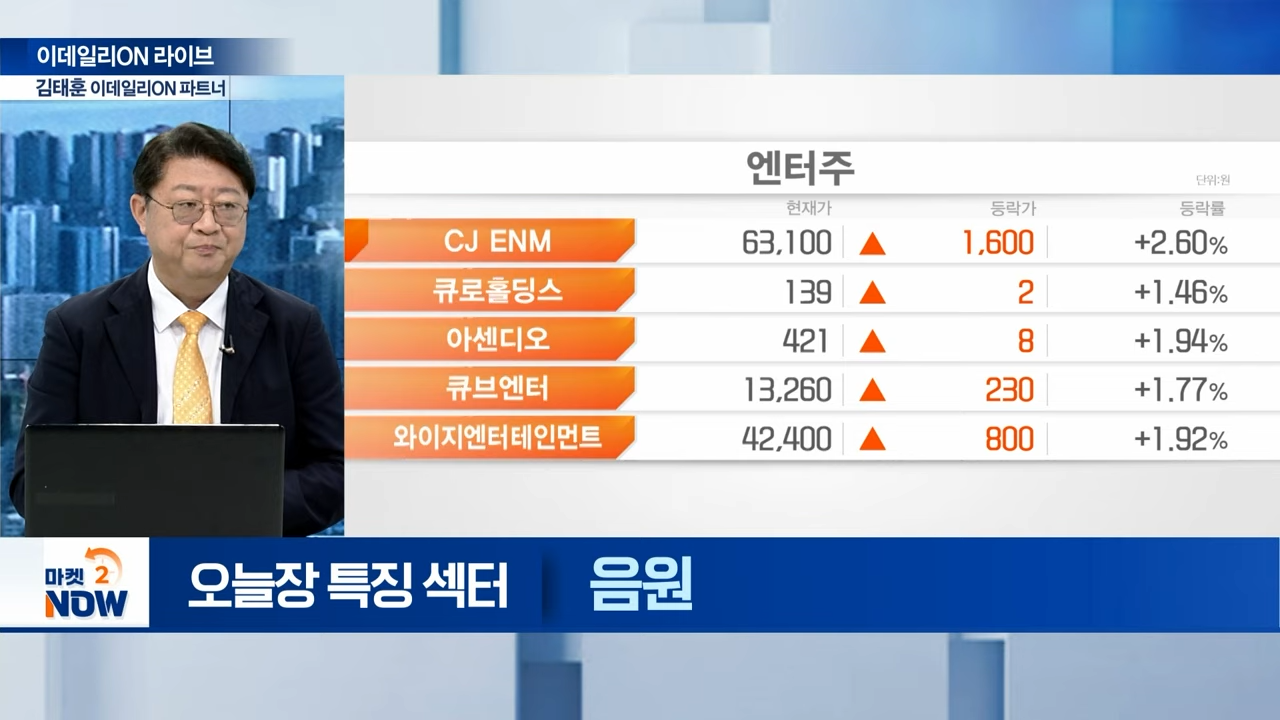 이데일리ON 라이브
김태훈 이데일리ON 파트너
엔터주
단위:원
현재가 등락가 등락률
CJ ENM 63,100 ▲ 1,600 +2.60%
큐로홀딩스 139 ▲ 2 +1.46%
아센디오 421 ▲ 8 +1.94%
큐브엔터 13,260 ▲ 230 +1.77%
와이지엔터테인먼트 42,400 ▲ 800 +1.92%
마켓 2
NOW
오늘장 특징 섹터 음원